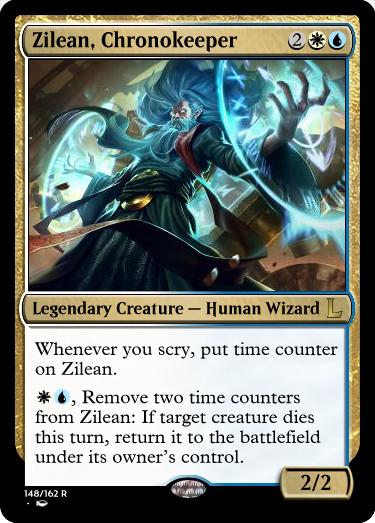 Zilean, Chronokeeper 2
Legendary Creature — Human Wizard L
Whenever you scry, put time counter
on Zilean.
, Remove two time counters
from Zilean: If target creature dies
this turn, return it to the battlefield
under its owner's control.
2/2
148/162 R